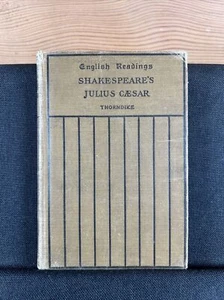 English Readings
SHAKESPEARE'S
JULIUS CÆSAR
THORNDIKE